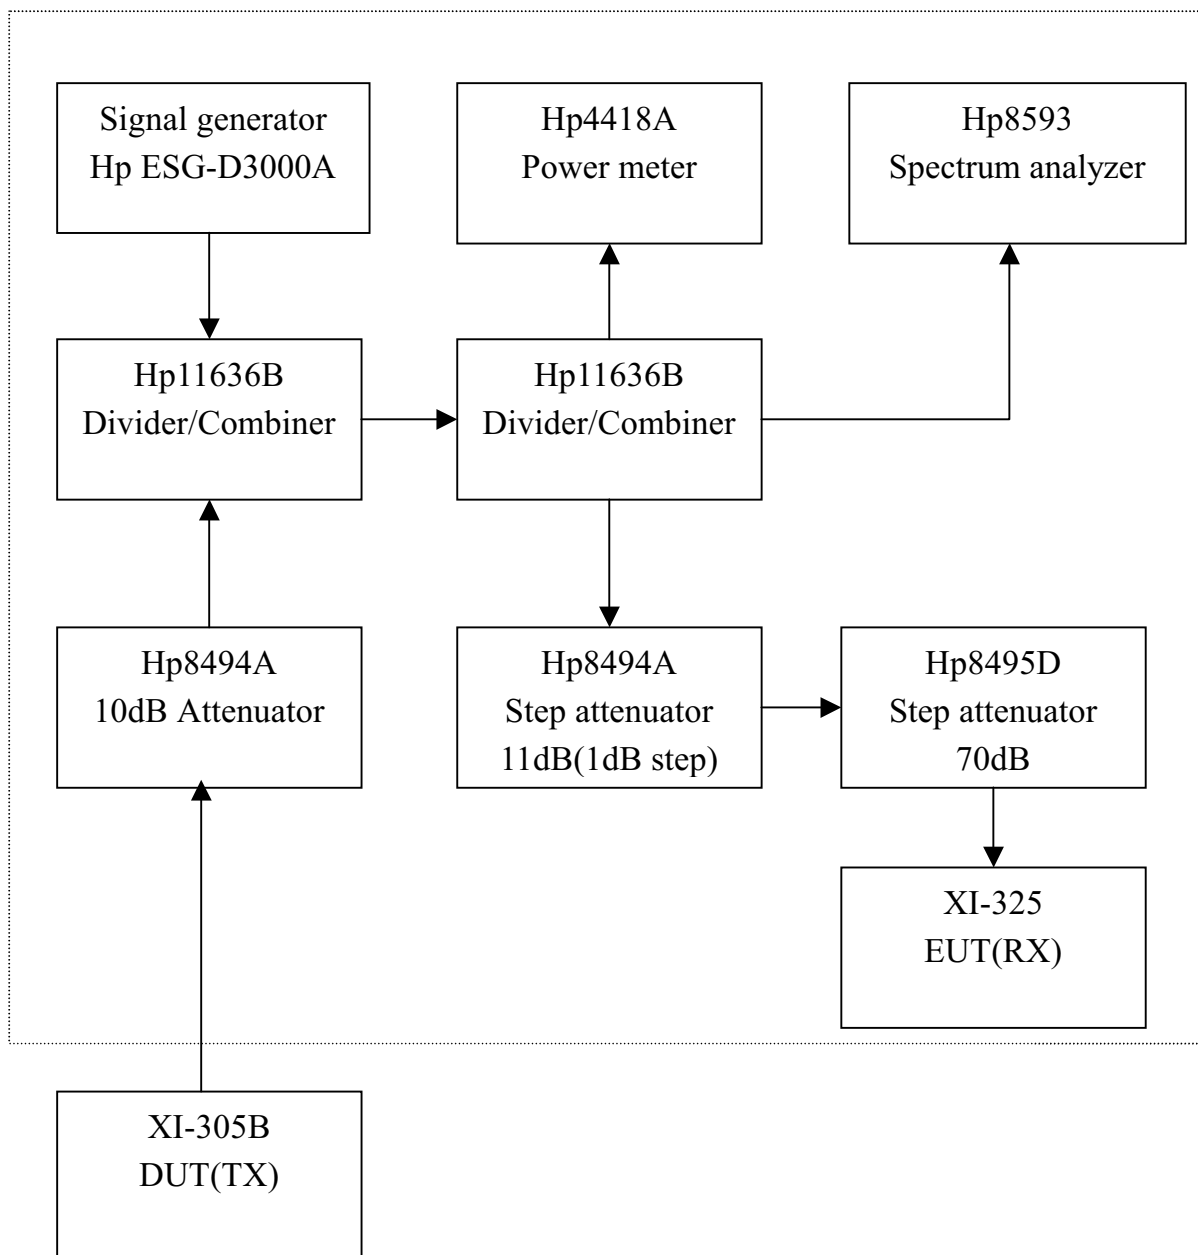 Signal generator
Hp ESG-D3000A
Hp4418A
Power meter
Hp8593
Spectrum analyzer
Hp11636B
Divider/Combiner
Hp11636B
Divider/Combiner
Hp8494A
10dB Attenuator
Hp8494A
Step attenuator
11dB(1dB step)
Hp8495D
Step attenuator
70dB
XI-325
EUT(RX)
XI-305B
DUT(TX)